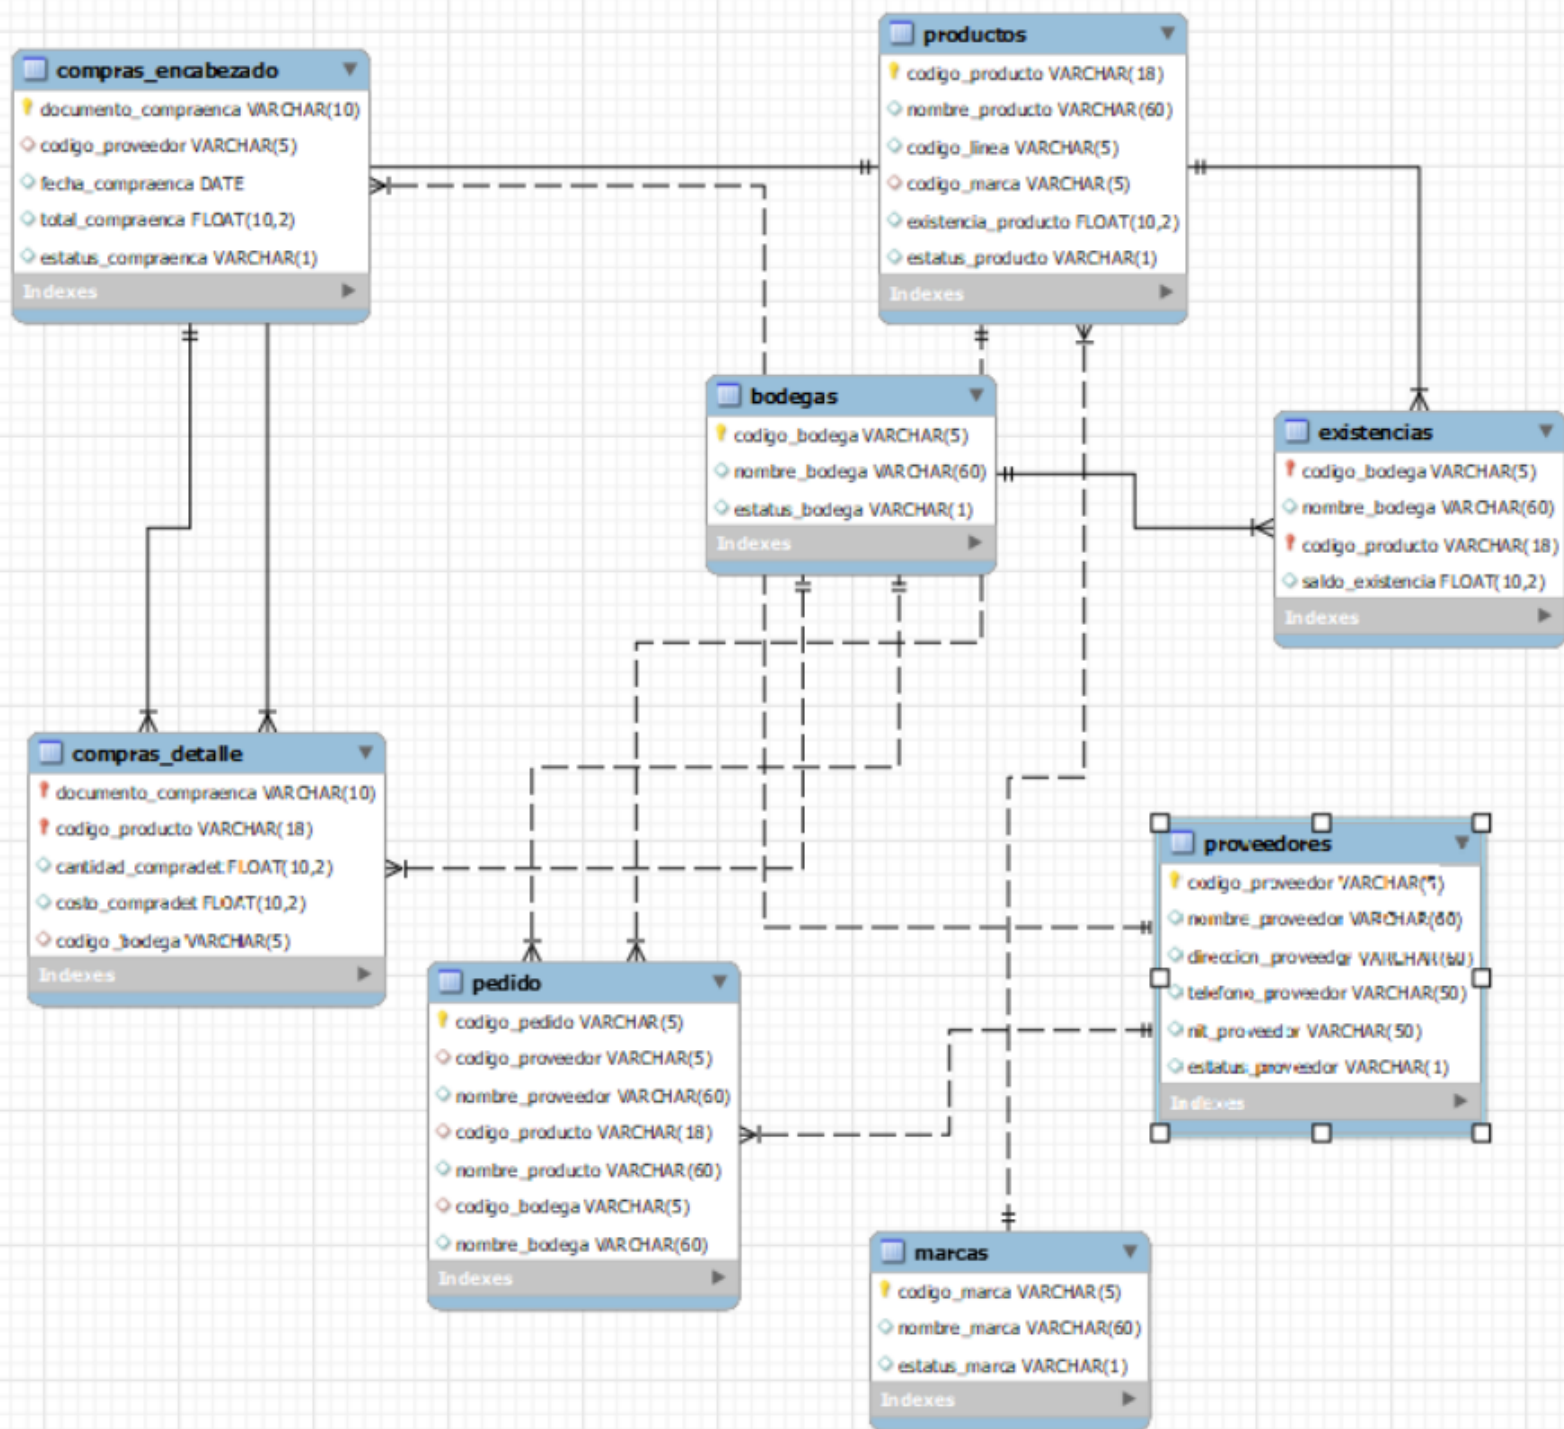 compras_encabezado
documento_compraenca VARCHAR(10)
codigo_proveedor VARCHAR(5)
fecha_compraenca DATE
total_compraenca FLOAT(10,2)
estatus_compraenca VARCHAR(1)
Indexes
productos
codigo_producto VARCHAR(18)
nombre_producto VARCHAR(60)
codigo_linea VARCHAR(5)
codigo_marca VARCHAR(5)
existencia_producto FLOAT(10,2)
estatus_producto VARCHAR(1)
Indexes
bodegas
codigo_bodega VARCHAR(5)
nombre_bodega VARCHAR(60)
estatus_bodega VARCHAR(1)
Indexes
existencias
codigo_bodega VARCHAR(5)
nombre_bodega VARCHAR(60)
codigo_producto VARCHAR(18)
saldo_existencia FLOAT(10,2)
Indexes
compras_detalle
documento_compraenca VARCHAR(10)
codigo_producto VARCHAR(18)
cantidad_compradet FLOAT(10,2)
costo_compradet FLOAT(10,2)
codigo_bodega VARCHAR(5)
Indexes
proveedores
codigo_proveedor VARCHAR(5)
nombre_proveedor VARCHAR(60)
direccion_proveedor VARCHAR(60)
telefono_proveedor VARCHAR(50)
nit_proveedor VARCHAR(50)
estatus_proveedor VARCHAR(1)
Indexes
pedido
codigo_pedido VARCHAR(5)
codigo_proveedor VARCHAR(5)
nombre_proveedor VARCHAR(60)
codigo_producto VARCHAR(18)
nombre_producto VARCHAR(60)
codigo_bodega VARCHAR(5)
nombre_bodega VARCHAR(60)
Indexes
marcas
codigo_marca VARCHAR(5)
nombre_marca VARCHAR(60)
estatus_marca VARCHAR(1)
Indexes